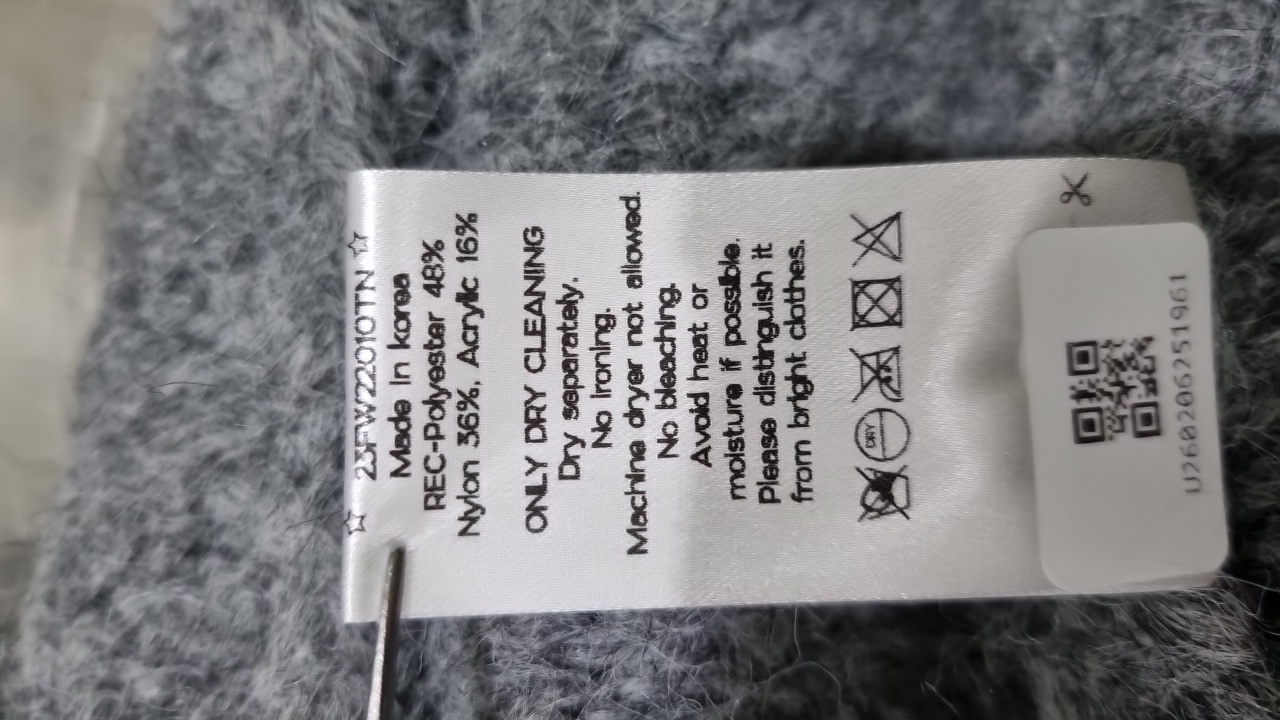 ☆ 23FW22010TN ☆
Made in Korea
REC-Polyester 48%
Nylon 36%, Acrylic 16%
ONLY DRY CLEANING
Dry separately.
No ironing.
Machine dryer not allowed.
No bleaching.
Avoid heat or
moisture if possible.
Please distinguish it
from bright clothes.
DRY
U260206251961